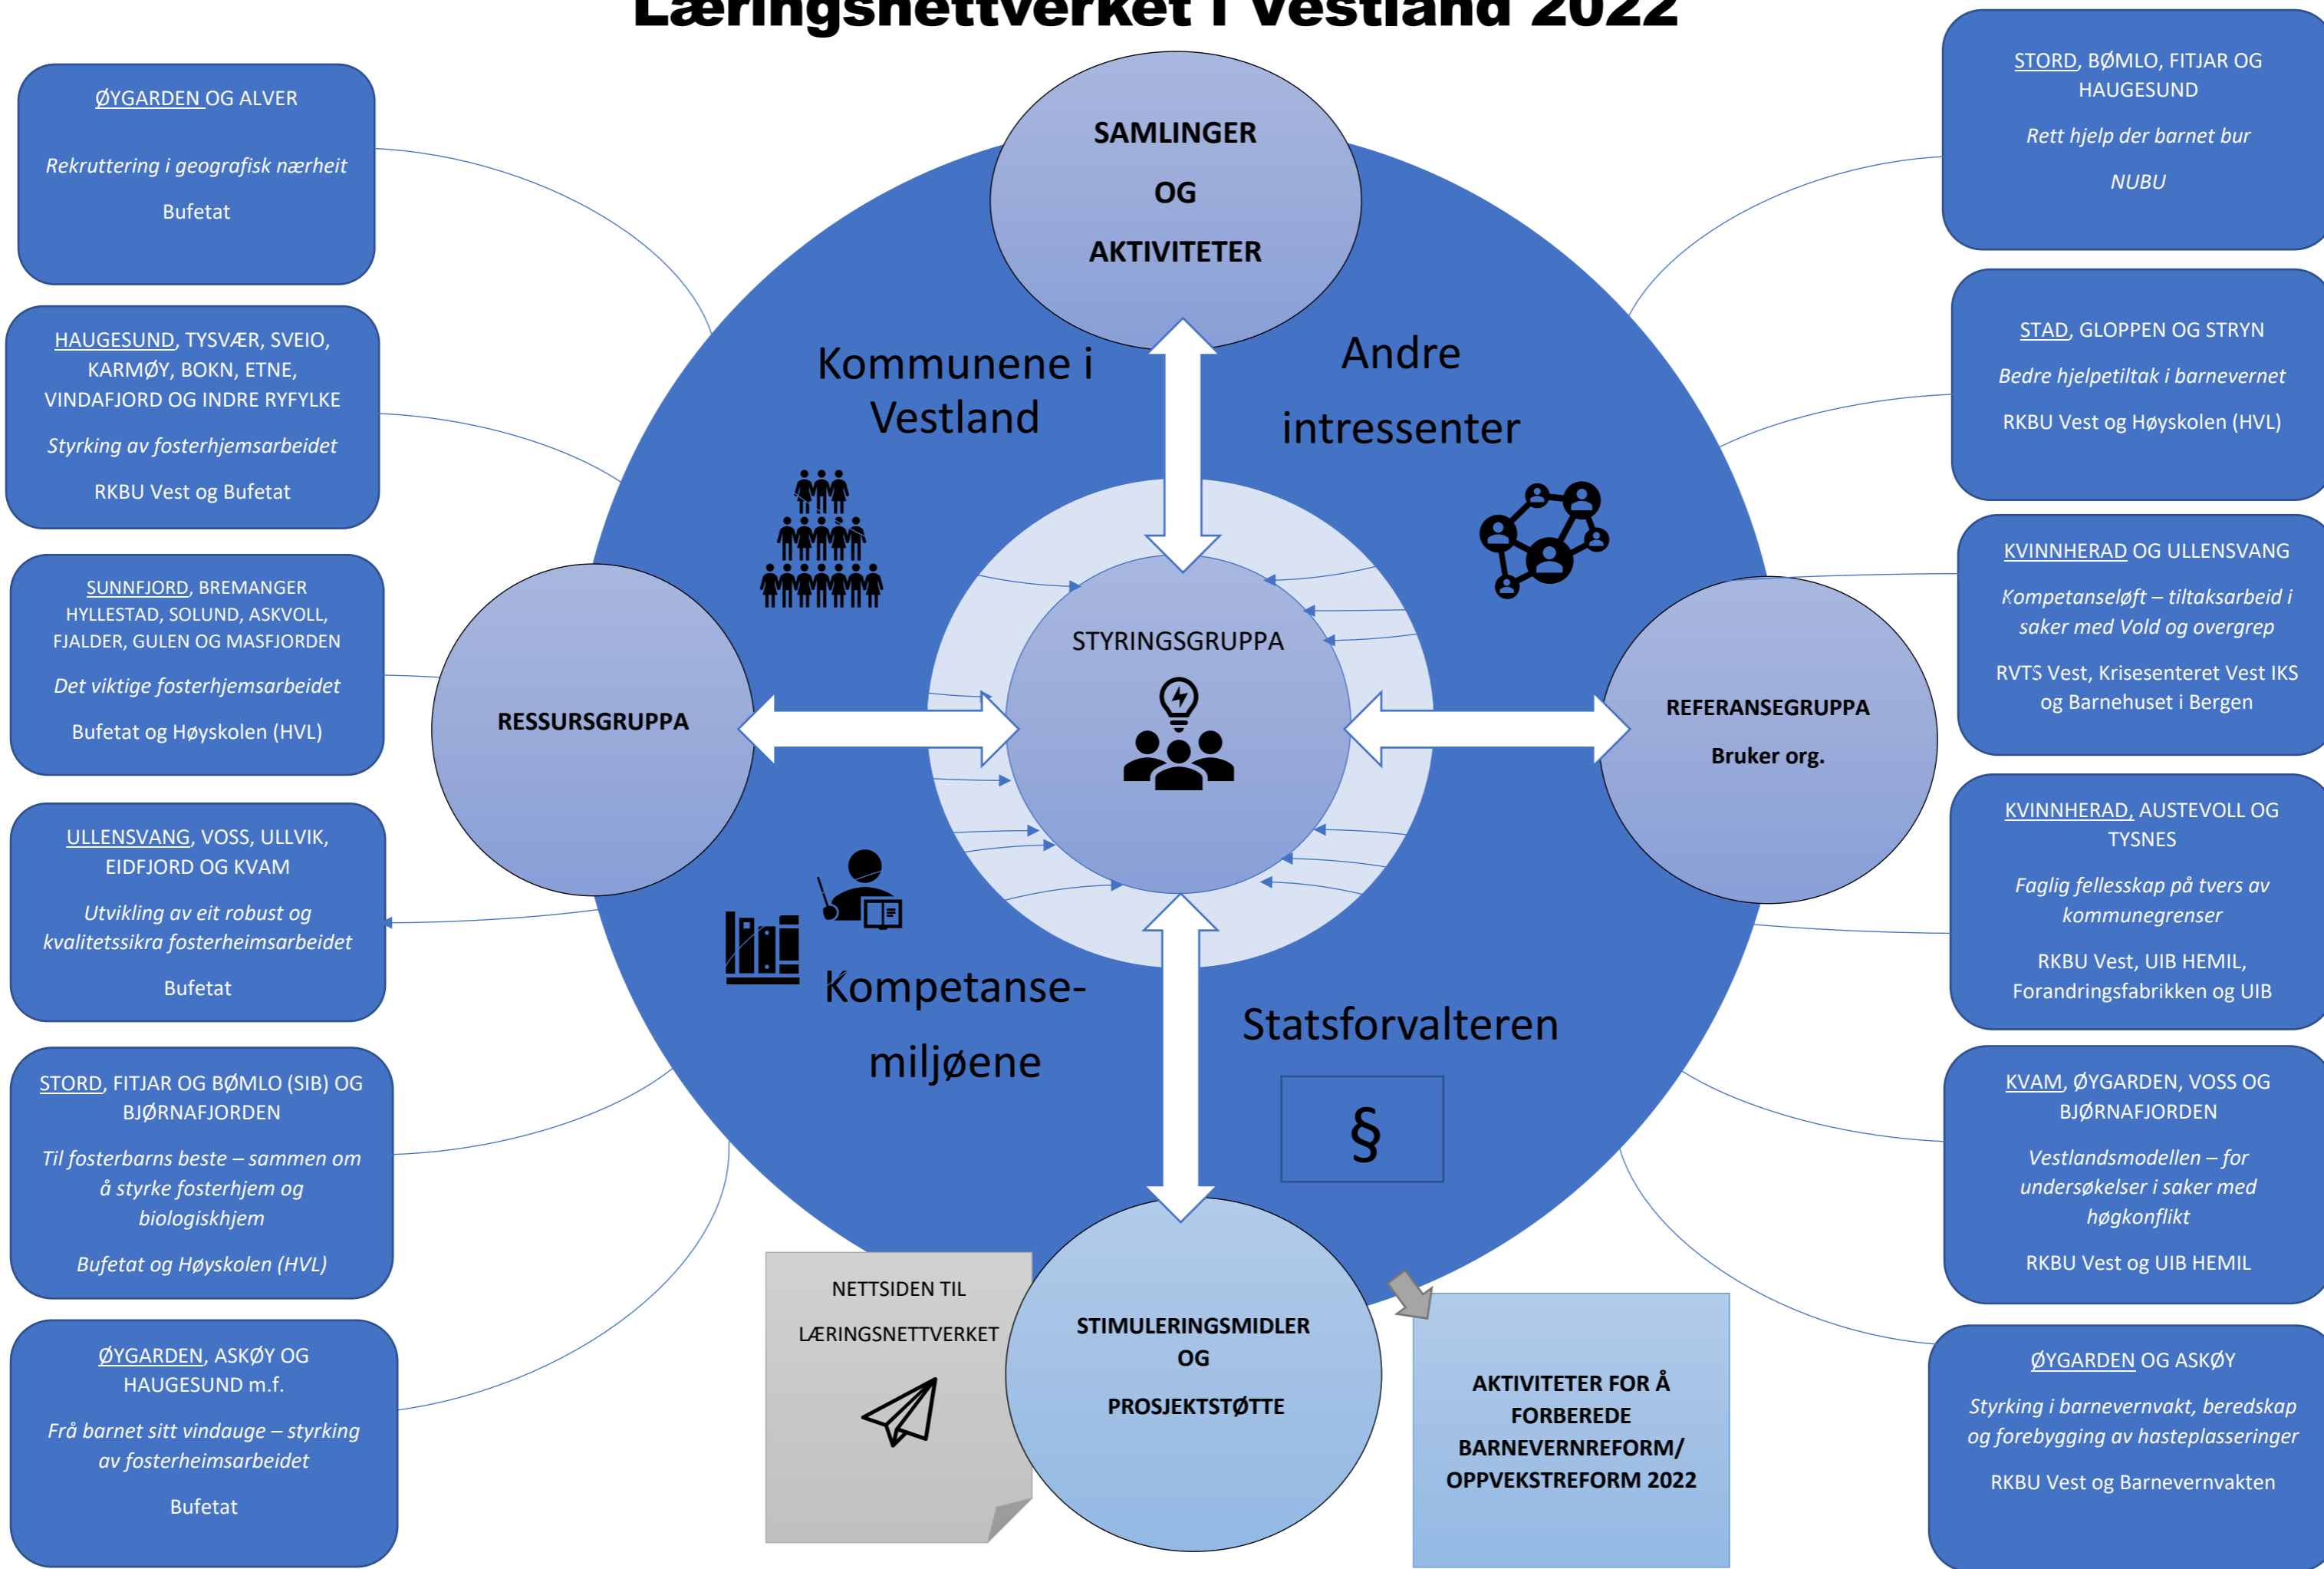 Læringsnettverket i Vestland 2022
ØYGARDEN OG ALVER
Rekruttering i geografisk nærheit
Bufetat
HAUGESUND, TYSVÆR, SVEIO,
KARMØY, BOKN, ETNE,
VINDAFJORD OG INDRE RYFYLKE
Styrking av fosterhjemsarbeidet
RKBU Vest og Bufetat
SUNNFJORD, BREMANGER
HYLLESTAD, SOLUND, ASKVOLL,
FJALDER, GULEN OG MASFJORDEN
Det viktige fosterhjemsarbeidet
Bufetat og Høyskolen (HVL)
ULLENSVANG, VOSS, ULLVIK,
EIDFJORD OG KVAM
Utvikling av eit robust og
kvalitetssikra fosterheimsarbeidet
Bufetat
STORD, FITJAR OG BØMLO (SIB) OG
BJØRNAFJORDEN
Til fosterbarns beste – sammen om
å styrke fosterhjem og
biologiskhjem
Bufetat og Høyskolen (HVL)
ØYGARDEN, ASKØY OG
HAUGESUND m.f.
Frå barnet sitt vindauge – styrking
av fosterheimsarbeidet
Bufetat
SAMLINGER
OG
AKTIVITETER
Kommunene i
Vestland
Andre
intressenter
STYRINGSGRUPPA
RESSURSGRUPPA
REFERANSEGRUPPA
Bruker org.
Kompetanse-
miljøene
Statsforvalteren
§
NETTSIDEN TIL
LÆRINGSNETTVERKET
STIMULERINGSMIDLER
OG
PROSJEKTSTØTTE
AKTIVITETER FOR Å
FORBEREDE
BARNEVERNREFORM/
OPPVEKSTREFORM 2022
STORD, BØMLO, FITJAR OG
HAUGESUND
Rett hjelp der barnet bur
NUBU
STAD, GLOPPEN OG STRYN
Bedre hjelpetiltak i barnevernet
RKBU Vest og Høyskolen (HVL)
KVINNHERAD OG ULLENSVANG
Kompetanseløft – tiltaksarbeid i
saker med Vold og overgrep
RVTS Vest, Krisesenteret Vest IKS
og Barnehuset i Bergen
KVINNHERAD, AUSTEVOLL OG
TYSNES
Faglig fellesskap på tvers av
kommunegrenser
RKBU Vest, UIB HEMIL,
Forandringsfabrikken og UIB
KVAM, ØYGARDEN, VOSS OG
BJØRNAFJORDEN
Vestlandsmodellen – for
undersøkelser i saker med
høgkonflikt
RKBU Vest og UIB HEMIL
ØYGARDEN OG ASKØY
Styrking i barnevernvakt, beredskap
og forebygging av hasteplasseringer
RKBU Vest og Barnevernvakten